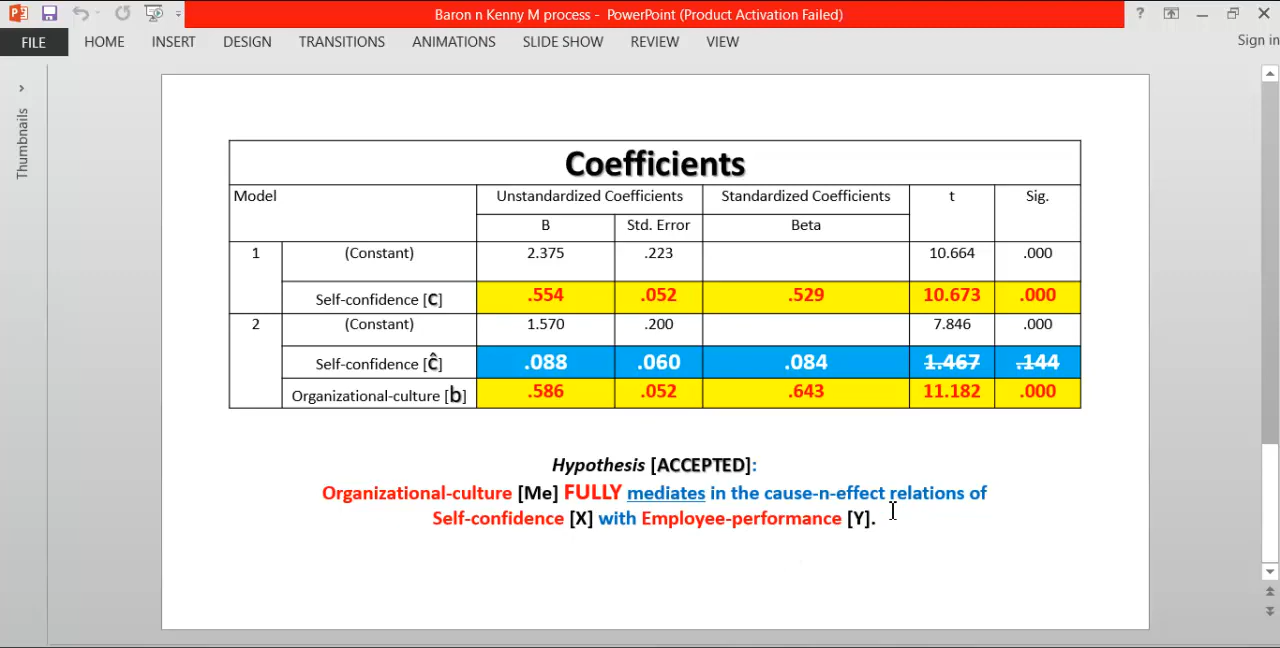 Baron n Kenny M process - PowerPoint (Product Activation Failed)
FILE HOME INSERT DESIGN TRANSITIONS ANIMATIONS SLIDE SHOW REVIEW VIEW Sign in
Thumbnails
Coefficients
Model Unstandardized Coefficients Standardized Coefficients t Sig.
B Std. Error Beta
1 (Constant) 2.375 .223 10.664 .000
Self-confidence [C] .554 .052 .529 10.673 .000
2 (Constant) 1.570 .200 7.846 .000
Self-confidence [Ĉ] .088 .060 .084 1.467 .144
Organizational-culture [b] .586 .052 .643 11.182 .000
Hypothesis [ACCEPTED]:
Organizational-culture [Me] FULLY mediates in the cause-n-effect relations of
Self-confidence [X] with Employee-performance [Y].